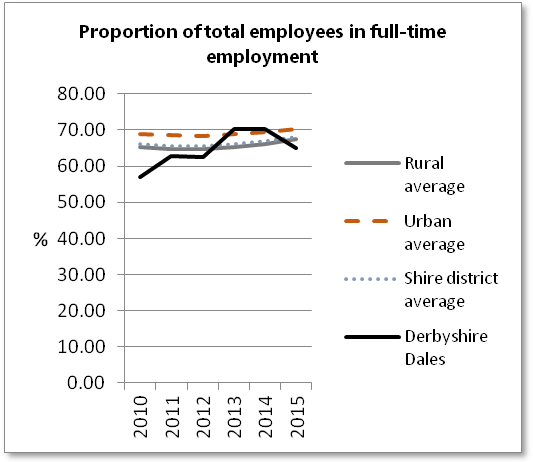 Proportion of total employees in full-time
employment
80.00
70.00
60.00
50.00
40.00
30.00
20.00
10.00
0.00
%
2010
2011
2012
2013
2014
2015
Rural
average
Urban
average
Shire district
average
Derbyshire
Dales